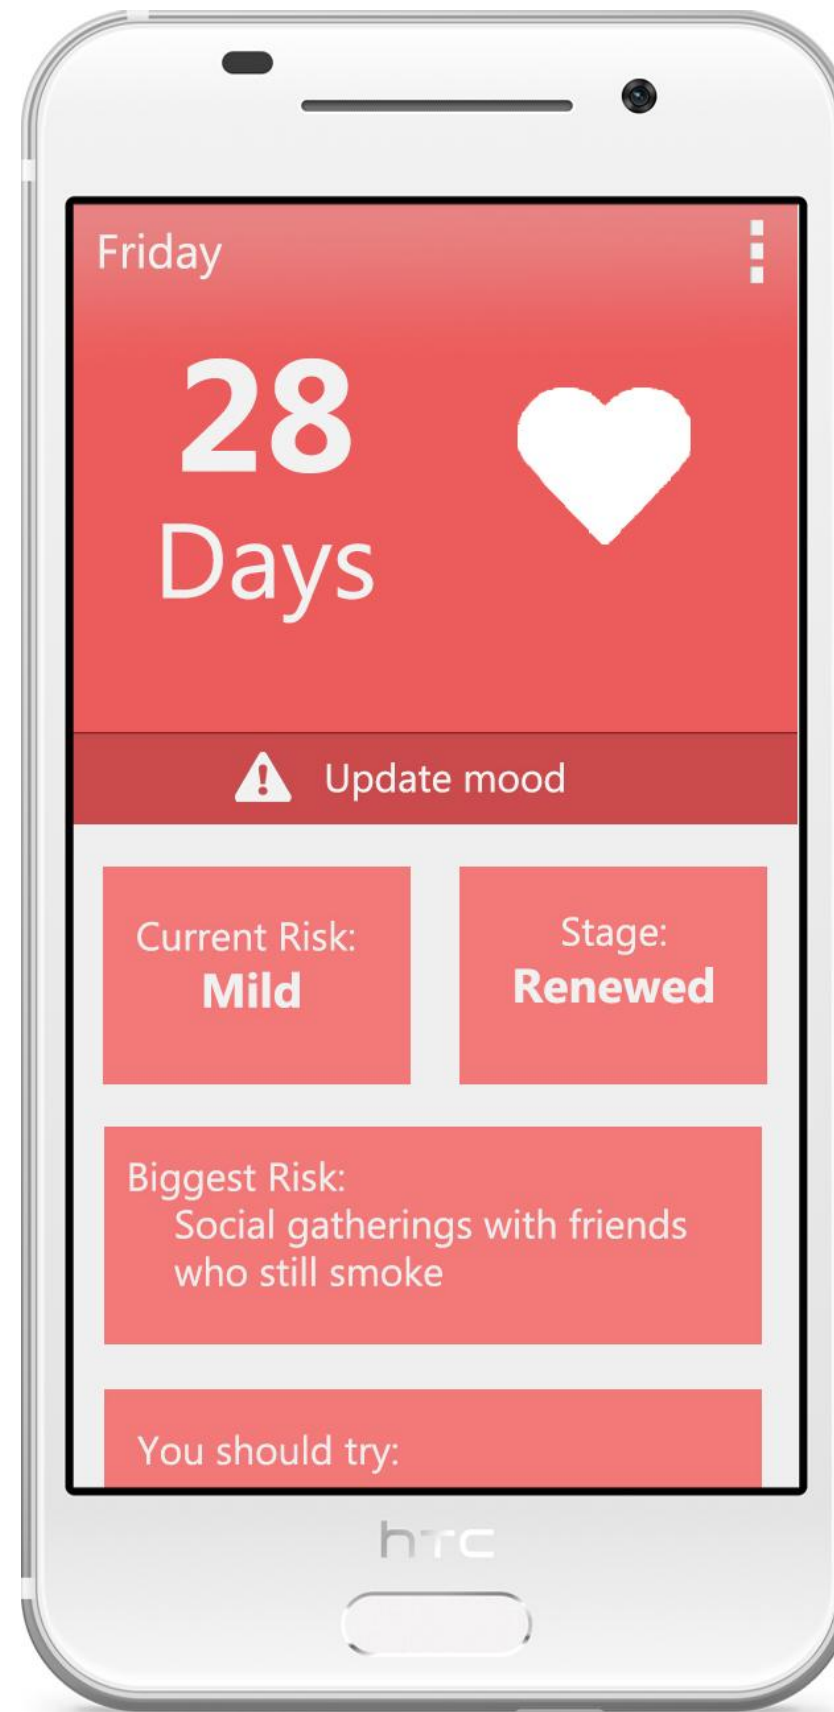 Friday
28
Days
Update mood
Current Risk:
Mild
Stage:
Renewed
Biggest Risk:
Social gatherings with friends
who still smoke
You should try:
hTC